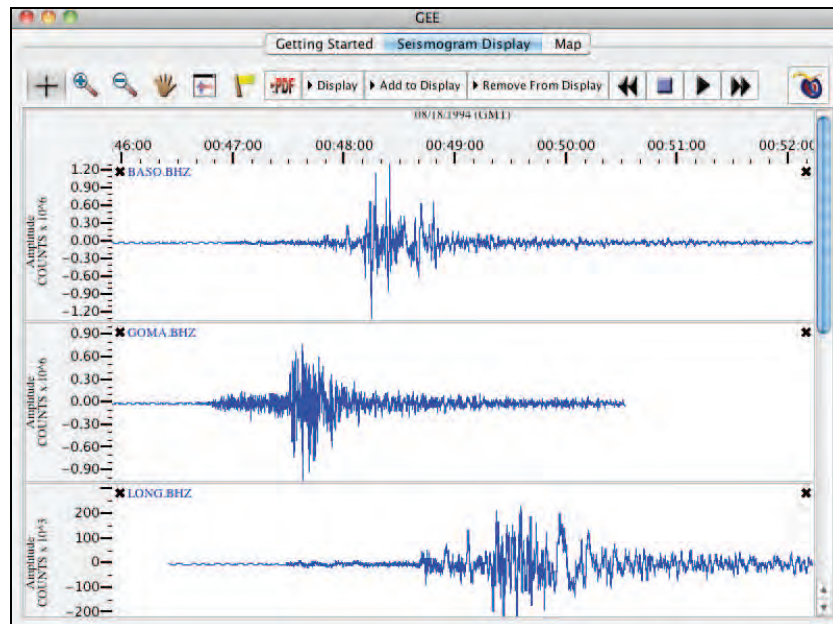 GEE
Getting Started Seismogram Display Map
PDF Display Add to Display Remove From Display
08/18/1994 (GMT)
46:00 00:47:00 00:48:00 00:49:00 00:50:00 00:51:00 00:52:0
BASO.BHZ
Amplitude
COUNTS x 10^6
1.20
0.90
0.60
0.30
0.00
-0.30
-0.60
-0.90
-1.20
GOMA.BHZ
Amplitude
COUNTS x 10^6
0.90
0.60
0.30
0.00
-0.30
-0.60
-0.90
LONG.BHZ
Amplitude
COUNTS x 10^3
200
100
0
-100
-200